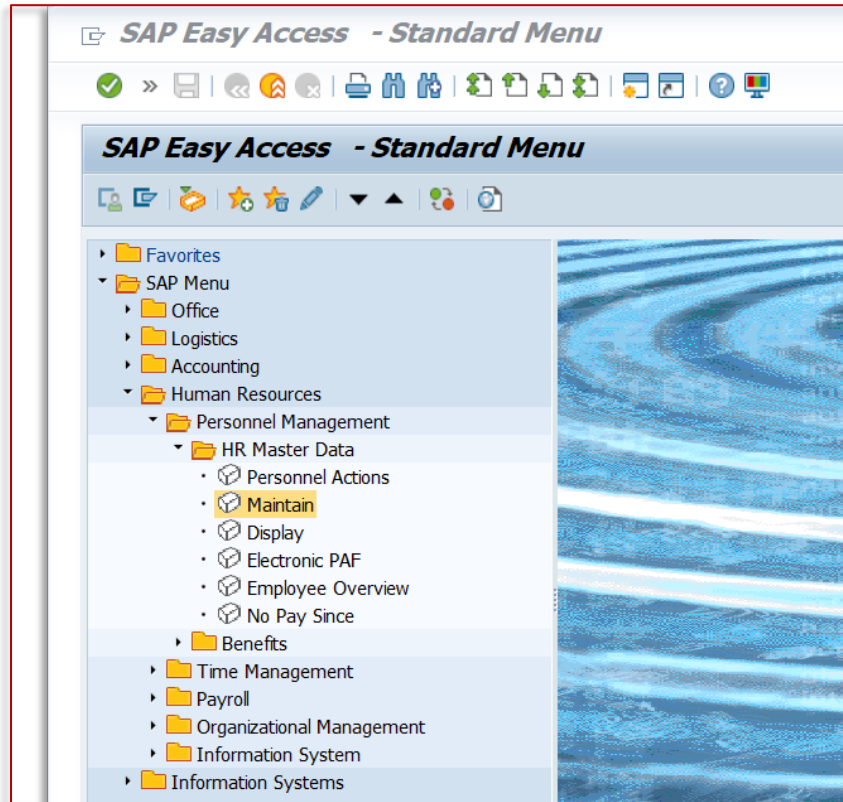 SAP Easy Access - Standard Menu
SAP Easy Access - Standard Menu
Favorites
SAP Menu
Office
Logistics
Accounting
Human Resources
Personnel Management
HR Master Data
Personnel Actions
Maintain
Display
Electronic PAF
Employee Overview
No Pay Since
Benefits
Time Management
Payroll
Organizational Management
Information System
Information Systems